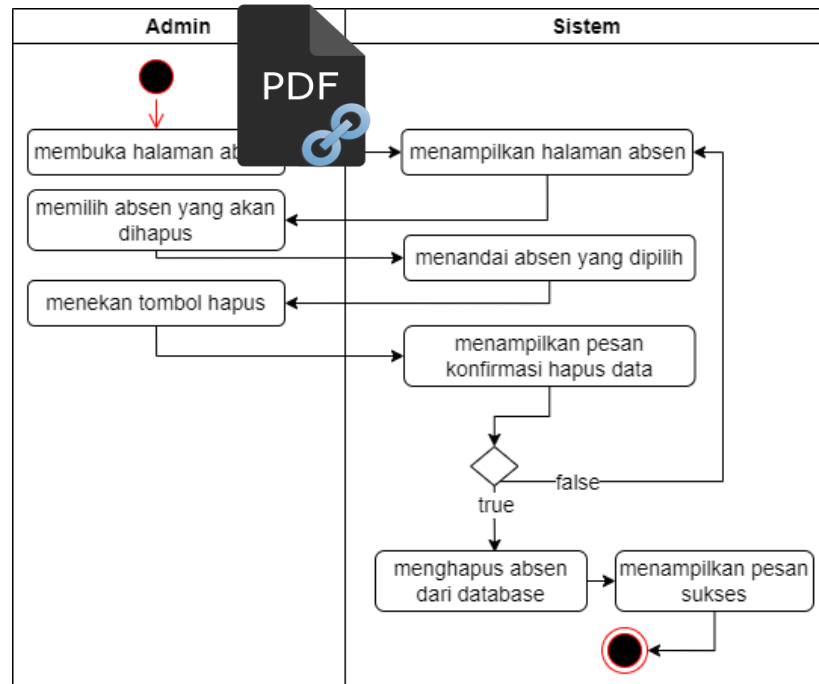 Admin
Sistem
PDF
membuka halaman
menampilkan halaman absen
memilih absen yang akan
dihapus
menandai absen yang dipilih
menekan tombol hapus
menampilkan pesan
konfirmasi hapus data
false
true
menghapus absen
dari database
menampilkan pesan
sukses